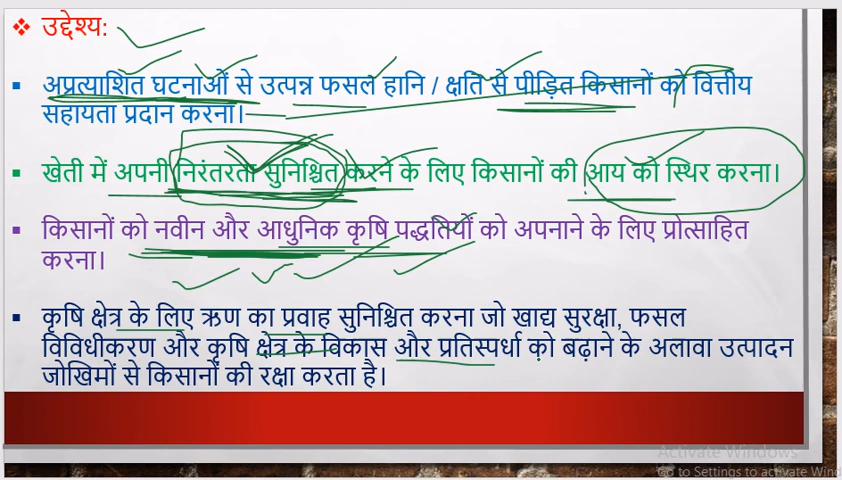 ❖ उद्देश्य:
▪ अप्रत्याशित घटनाओं से उत्पन्न फसल हानि / क्षति से पीड़ित किसानों को वित्तीय
सहायता प्रदान करना।
▪ खेती में अपनी निरंतरता सुनिश्चित करने के लिए किसानों की आय को स्थिर करना।
▪ किसानों को नवीन और आधुनिक कृषि पद्धतियों को अपनाने के लिए प्रोत्साहित
करना।
▪ कृषि क्षेत्र के लिए ऋण का प्रवाह सुनिश्चित करना जो खाद्य सुरक्षा, फसल
विविधीकरण और कृषि क्षेत्र के विकास और प्रतिस्पर्धा को बढ़ाने के अलावा उत्पादन
जोखिमों से किसानों की रक्षा करता है।
Activate Windows
Go to Settings to activate Wind